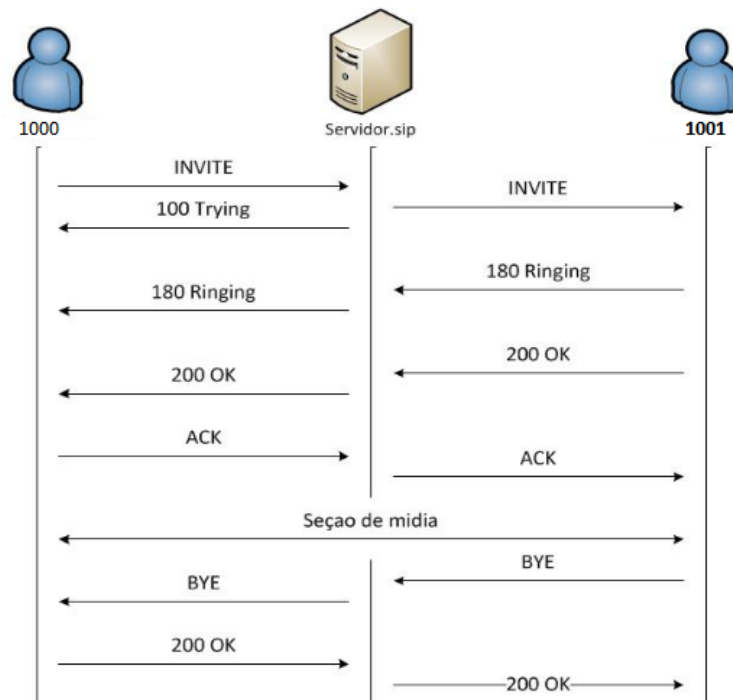 1000
Servidor.sip
1001
INVITE
INVITE
100 Trying
180 Ringing
180 Ringing
200 OK
200 OK
ACK
ACK
Seçao de midia
BYE
BYE
200 OK
200 OK